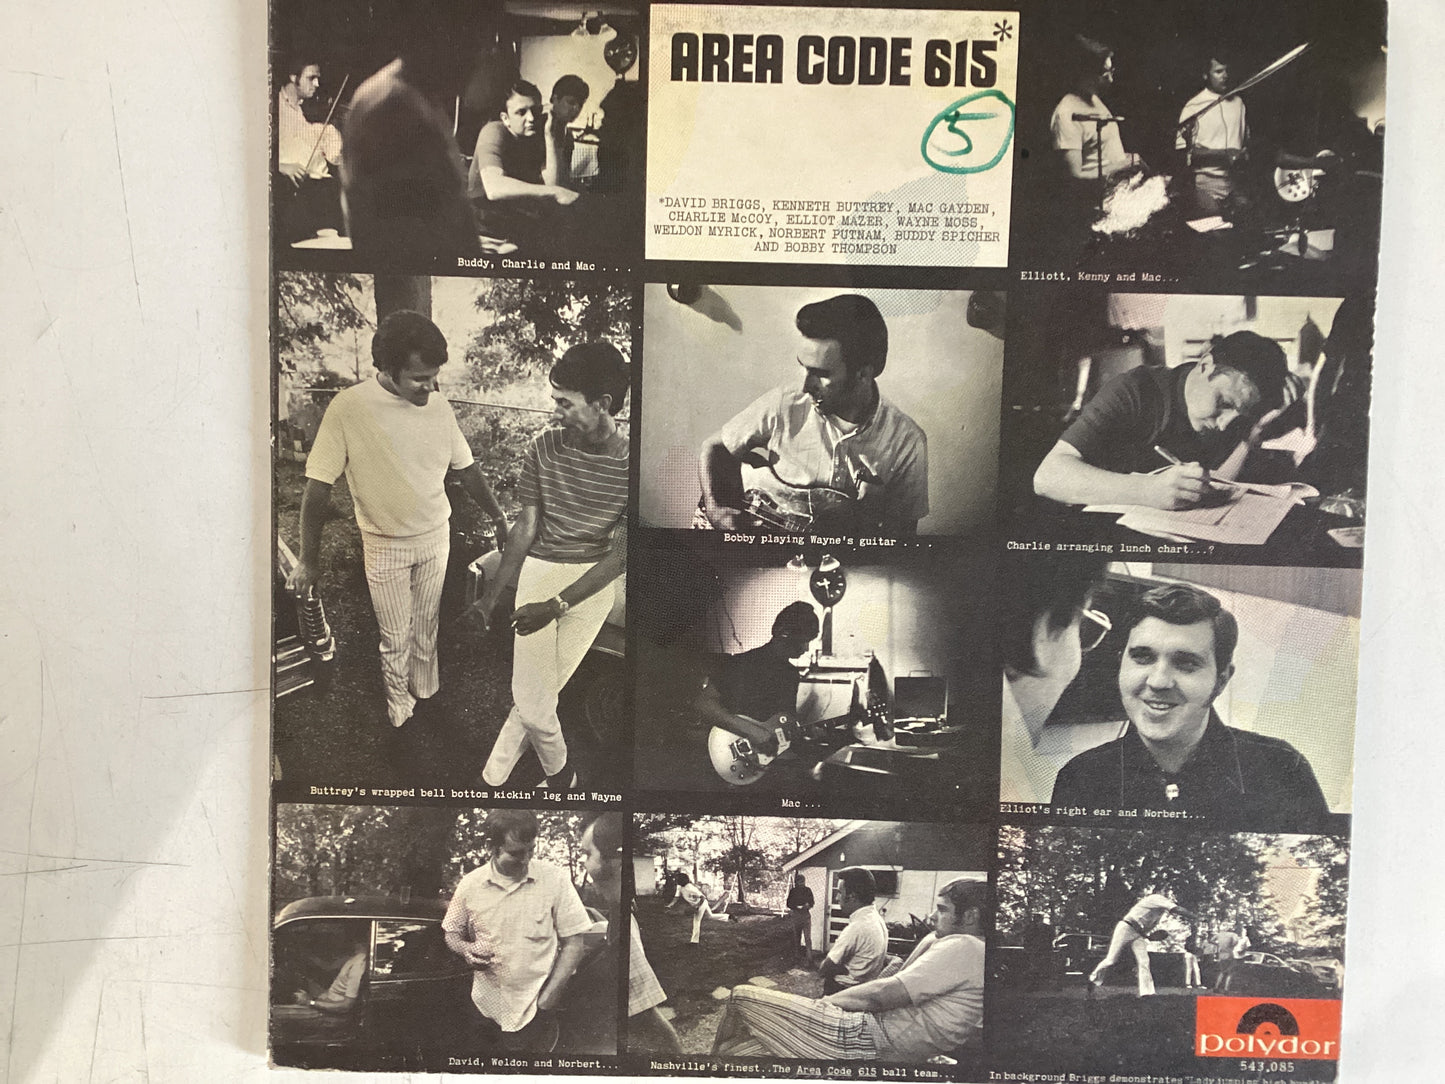 AREA CODE 615*
5
*DAVID BRIGGS, KENNETH BUTTREY, MAC GAYDEN,
CHARLIE McCOY, ELLIOT MAZER, WAYNE MOSS,
WELDON MYRICK, NORBERT PUTNAM, BUDDY SPICHER
AND BOBBY THOMPSON
Buddy, Charlie and Mac . . .
Elliott, Kenny and Mac...
Bobby playing Wayne's guitar . . .
Charlie arranging lunch chart...?
Buttrey's wrapped bell bottom kickin' leg and Wayne
Mac ...
Elliot's right ear and Norbert...
David, Weldon and Norbert...
Nashville's finest..The Area Code 615 ball team...
In background Briggs demonstrates "Lady
polydor
543.085